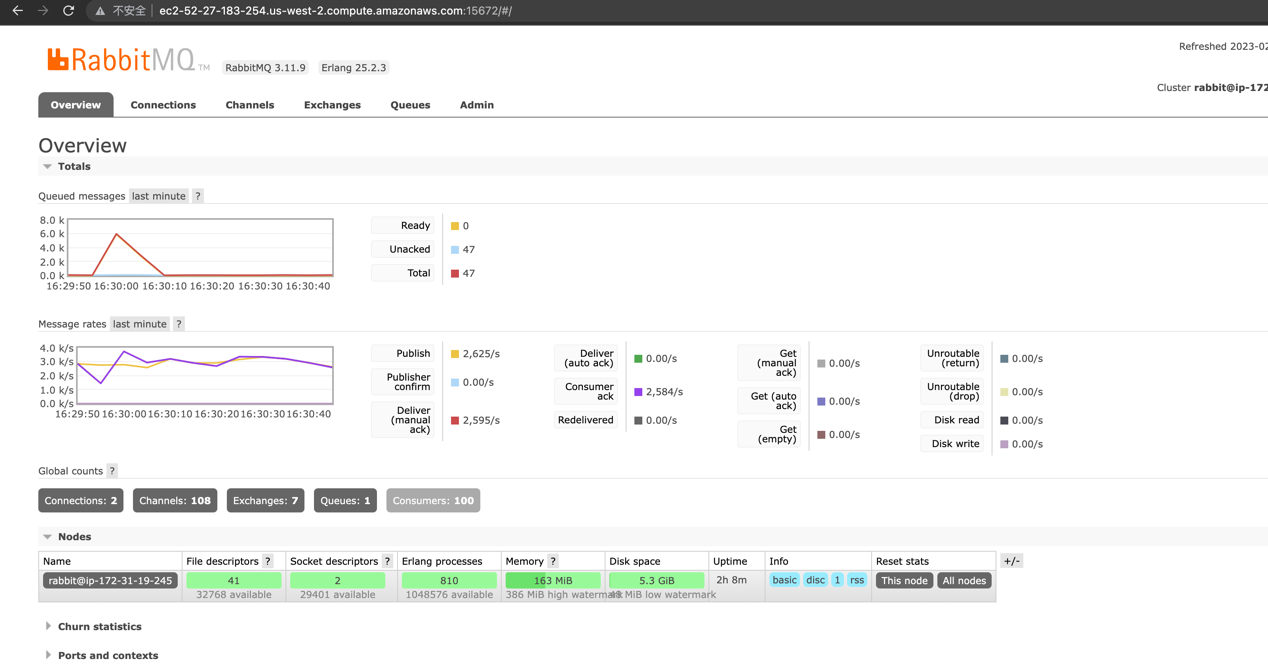 不安全 ec2-52-27-183-254.us-west-2.compute.amazonaws.com:15672/#/
Refreshed 2023-02
RabbitMQ TM RabbitMQ 3.11.9 Erlang 25.2.3
Cluster rabbit@ip-172
Overview Connections Channels Exchanges Queues Admin
Overview
Totals
Queued messages last minute ?
8.0 k
6.0 k
4.0 k
2.0 k
0.0 k
16:29:50 16:30:00 16:30:10 16:30:20 16:30:30 16:30:40
Ready 0
Unacked 47
Total 47
Message rates last minute ?
4.0 k/s
3.0 k/s
2.0 k/s
1.0 k/s
0.0 k/s
16:29:50 16:30:00 16:30:10 16:30:20 16:30:30 16:30:40
Publish 2,625/s
Publisher
confirm 0.00/s
Deliver
(manual
ack) 2,595/s
Deliver
(auto ack) 0.00/s
Consumer
ack 2,584/s
Redelivered 0.00/s
Get
(manual
ack) 0.00/s
Get (auto
ack) 0.00/s
Get
(empty) 0.00/s
Unroutable
(return) 0.00/s
Unroutable
(drop) 0.00/s
Disk read 0.00/s
Disk write 0.00/s
Global counts ?
Connections: 2 Channels: 108 Exchanges: 7 Queues: 1 Consumers: 100
Nodes
Name File descriptors ? Socket descriptors ? Erlang processes Memory ? Disk space Uptime Info Reset stats +/-
rabbit@ip-172-31-19-245 41 2 810 163 MiB 5.3 GiB 2h 8m basic disc 1 rss This node All nodes
32768 available 29401 available 1048576 available 386 MiB high watermark 48 MiB low watermark
Churn statistics
Ports and contexts